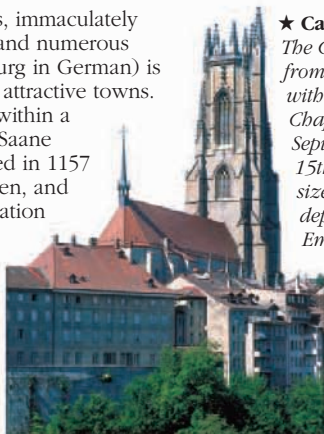 s, immaculately
and numerous
urg in German) is
attractive towns.
within a
Saane
ed in 1157
en, and
ation
★ Ca
The C
from
with
Chap
Sept
15th
size
dep
Em